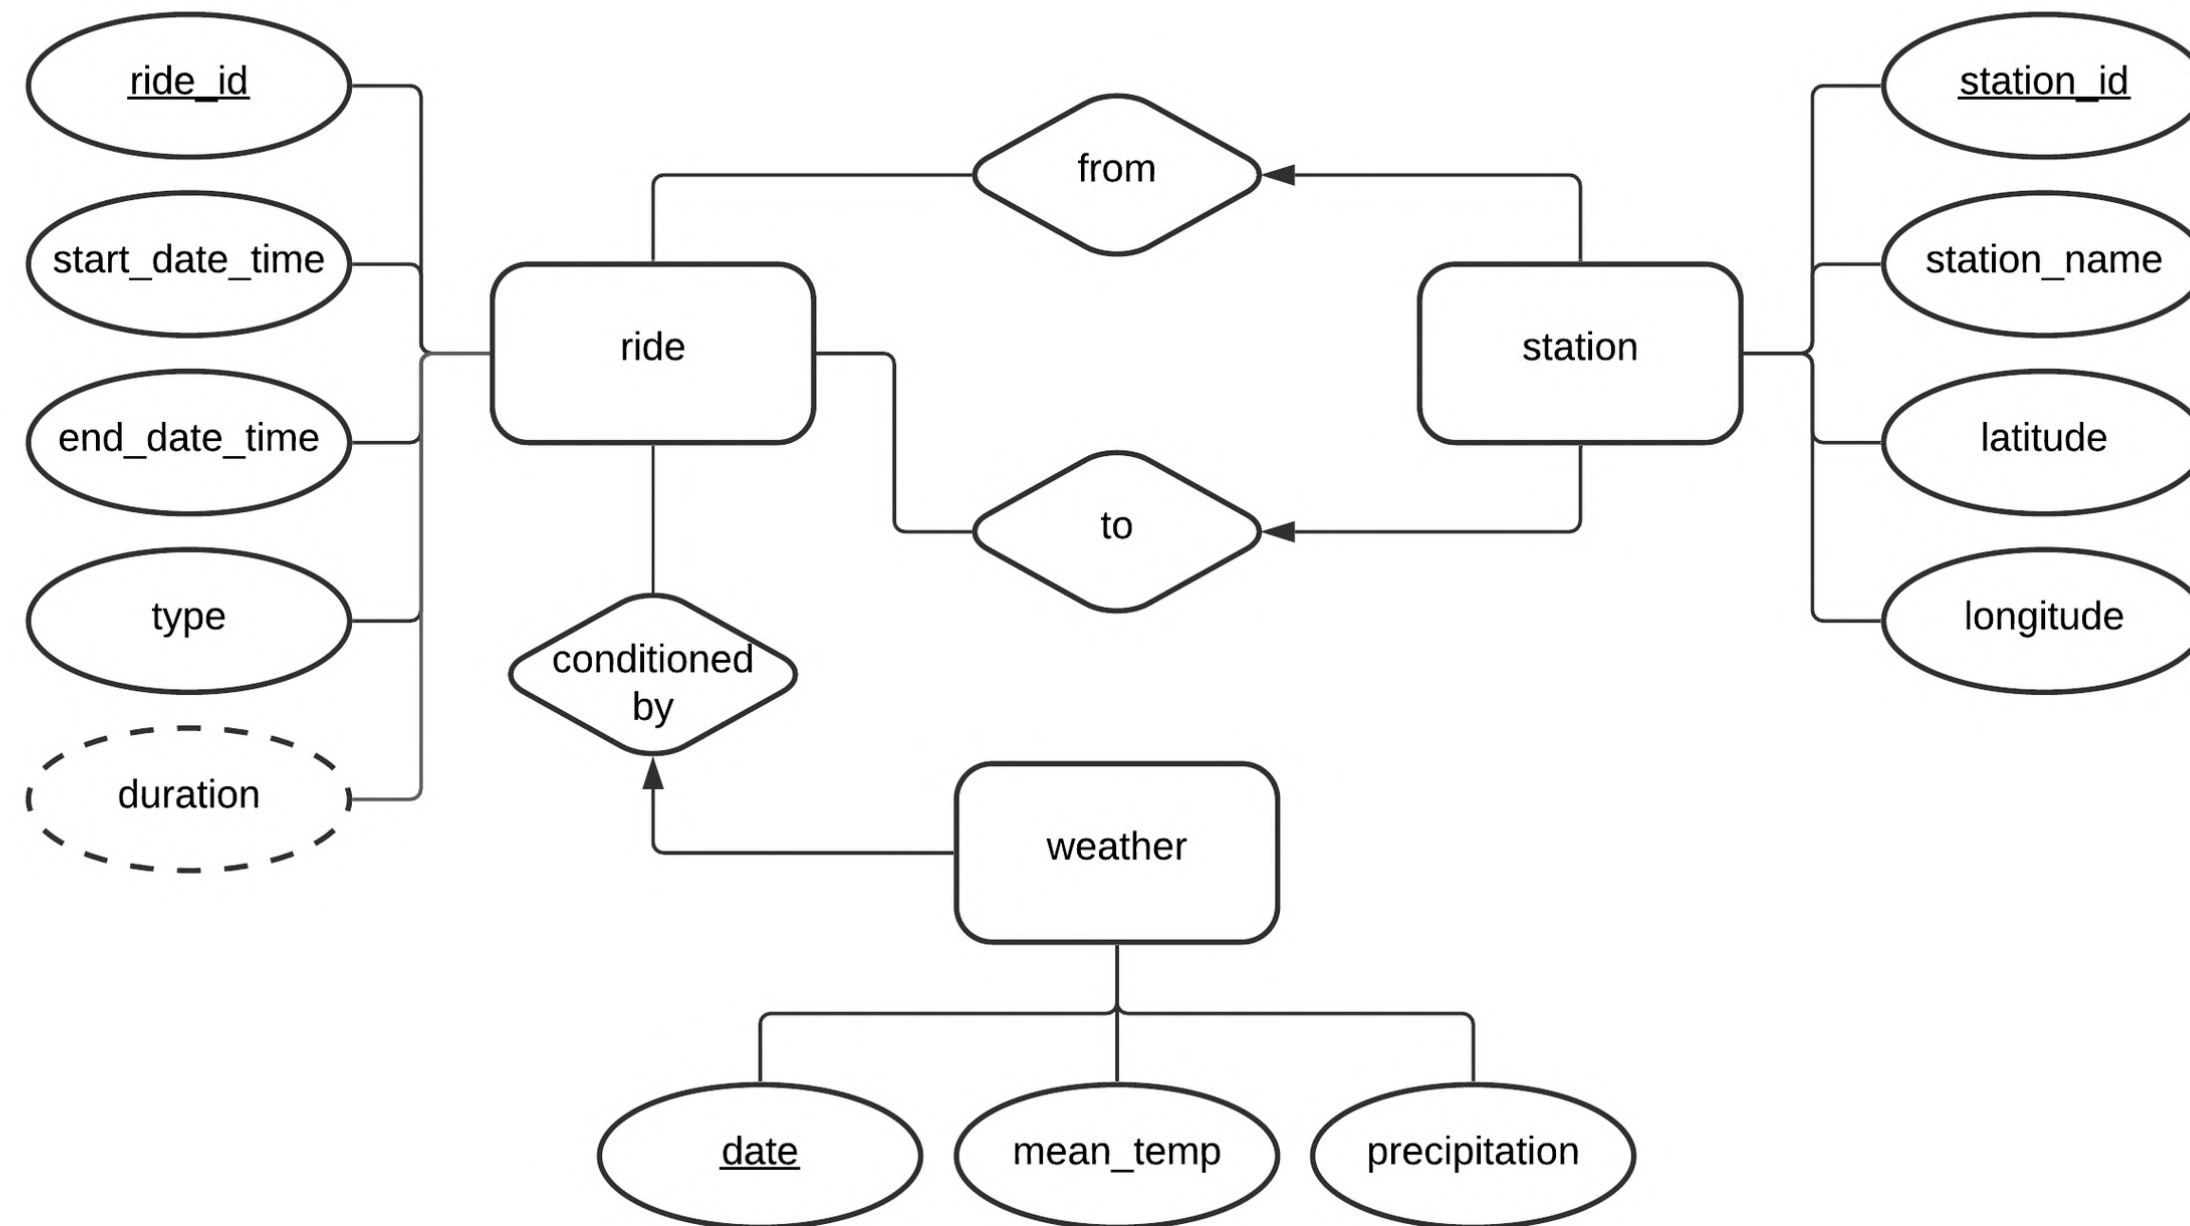 ride_id
start_date_time
end_date_time
type
duration
ride
from
to
conditioned
by
station
station_id
station_name
latitude
longitude
weather
date
mean_temp
precipitation